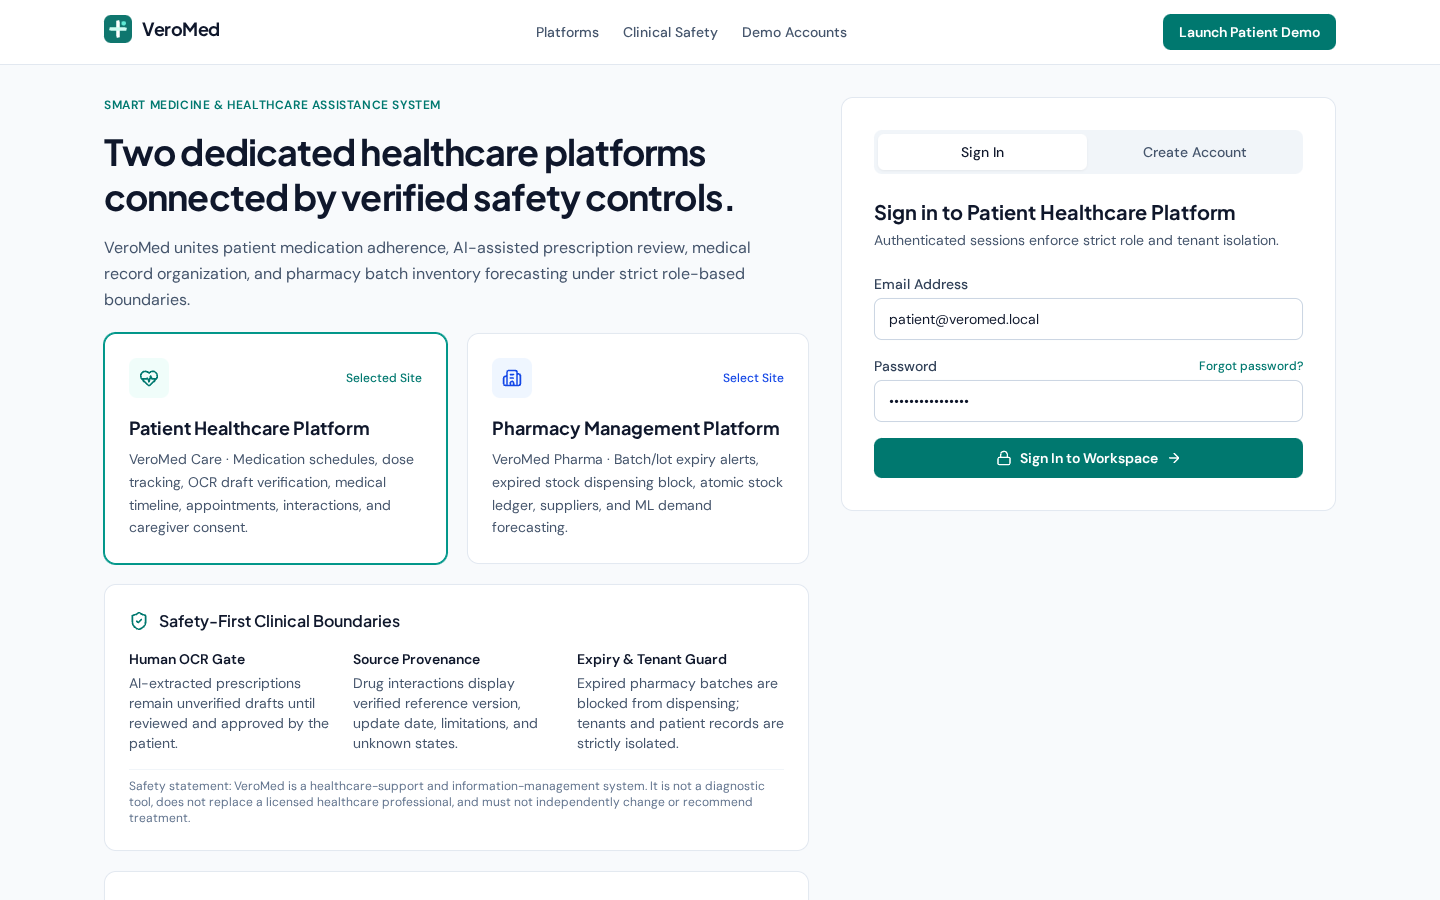 VeroMed
Platforms
Clinical Safety
Demo Accounts
Launch Patient Demo
SMART MEDICINE & HEALTHCARE ASSISTANCE SYSTEM
Two dedicated healthcare platforms
connected by verified safety controls.
VeroMed unites patient medication adherence, AI-assisted prescription review, medical
record organization, and pharmacy batch inventory forecasting under strict role-based
boundaries.
Selected Site
Patient Healthcare Platform
VeroMed Care · Medication schedules, dose
tracking, OCR draft verification, medical
timeline, appointments, interactions, and
caregiver consent.
Select Site
Pharmacy Management Platform
VeroMed Pharma · Batch/lot expiry alerts,
expired stock dispensing block, atomic stock
ledger, suppliers, and ML demand
forecasting.
Safety-First Clinical Boundaries
Human OCR Gate
AI-extracted prescriptions
remain unverified drafts until
reviewed and approved by the
patient.
Source Provenance
Drug interactions display
verified reference version,
update date, limitations, and
unknown states.
Expiry & Tenant Guard
Expired pharmacy batches are
blocked from dispensing;
tenants and patient records are
strictly isolated.
Safety statement: VeroMed is a healthcare-support and information-management system. It is not a diagnostic
tool, does not replace a licensed healthcare professional, and must not independently change or recommend
treatment.
Sign In
Create Account
Sign in to Patient Healthcare Platform
Authenticated sessions enforce strict role and tenant isolation.
Email Address
patient@veromed.local
Password
Forgot password?
••••••••••••••••
Sign In to Workspace